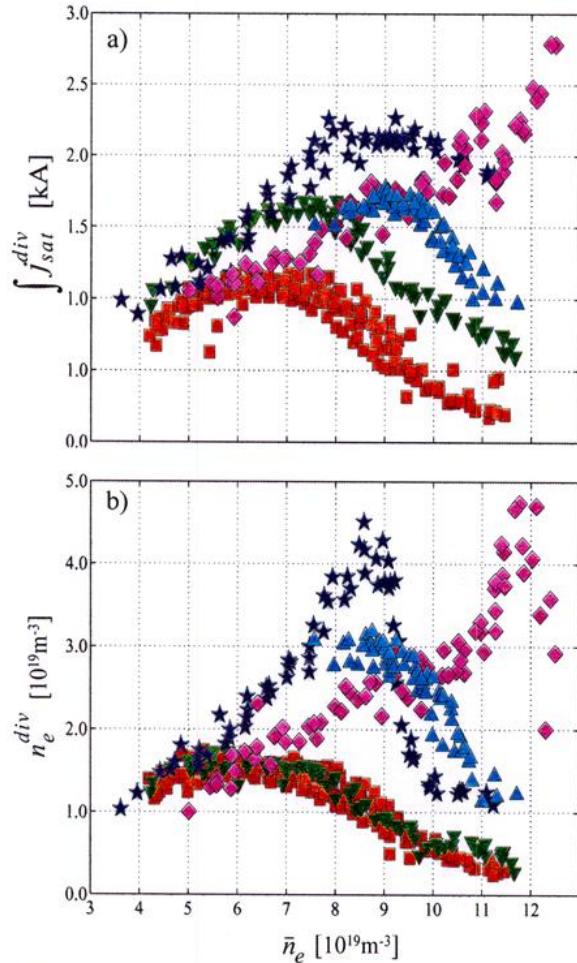 a)
3.0
2.5
2.0
1.5
1.0
1.0
0.0
∫ j_sat^div [kA]
b)
5.0
4.0
3.0
2.0
1.0
0.0
n_e^div [10^19 m^-3]
3 4 5 6 7 8 9 10 11 12
n̄_e [10^19 m^-3]